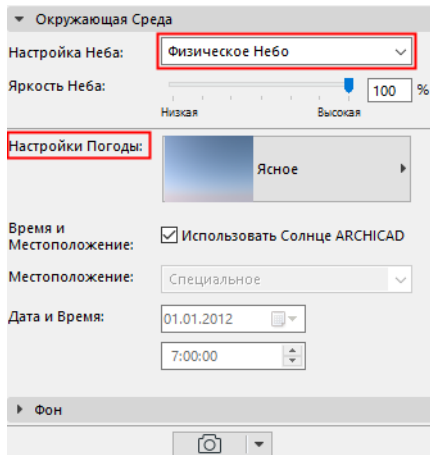 Окружающая Среда
Настройка Неба: Физическое Небо
Яркость Неба: 100 %
Низкая Высокая
Настройки Погоды: Ясное
Время и
Местоположение: Использовать Солнце ARCHICAD
Местоположение: Специальное
Дата и Время: 01.01.2012
7:00:00
Фон